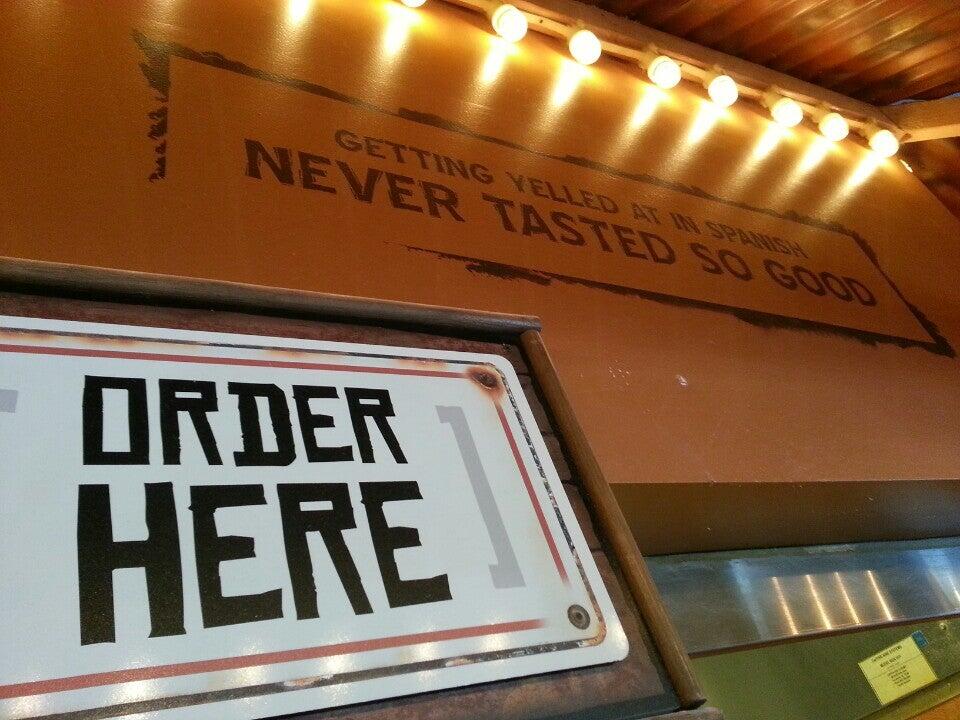 GETTING YELLED AT IN SPANISH
NEVER TASTED SO GOOD
[ORDER
HERE]